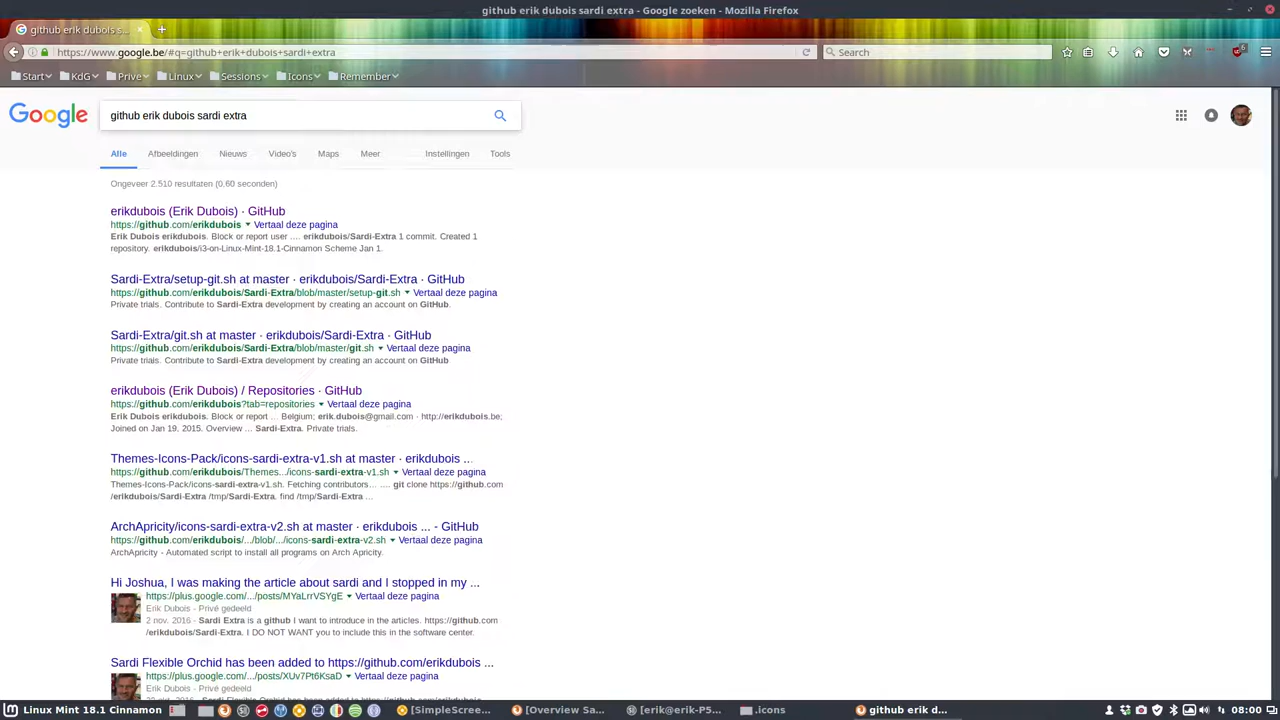 github erik dubois sardi extra - Google zoeken - Mozilla Firefox
github erik dubois s...
https://www.google.be/#q=github+erik+dubois+sardi+extra
Search
6
Start
KdG
Prive
Linux
Sessions
Icons
Remember
Google
github erik dubois sardi extra
Alle Afbeeldingen Nieuws Video's Maps Meer Instellingen Tools
Ongeveer 2.510 resultaten (0,60 seconden)
erikdubois (Erik Dubois) · GitHub
https://github.com/erikdubois Vertaal deze pagina
Erik Dubois erikdubois. Block or report user .... erikdubois/Sardi-Extra 1 commit. Created 1
repository. erikdubois/i3-on-Linux-Mint-18.1-Cinnamon Scheme Jan 1.
Sardi-Extra/setup-git.sh at master · erikdubois/Sardi-Extra · GitHub
https://github.com/erikdubois/Sardi-Extra/blob/master/setup-git.sh Vertaal deze pagina
Private trials. Contribute to Sardi-Extra development by creating an account on GitHub.
Sardi-Extra/git.sh at master · erikdubois/Sardi-Extra · GitHub
https://github.com/erikdubois/Sardi-Extra/blob/master/git.sh Vertaal deze pagina
Private trials. Contribute to Sardi-Extra development by creating an account on GitHub
erikdubois (Erik Dubois) / Repositories · GitHub
https://github.com/erikdubois?tab=repositories Vertaal deze pagina
Erik Dubois erikdubois. Block or report ... Belgium; erik.dubois@gmail.com · http://erikdubois.be;
Joined on Jan 19, 2015. Overview ... Sardi-Extra. Private trials.
Themes-Icons-Pack/icons-sardi-extra-v1.sh at master · erikdubois ...
https://github.com/erikdubois/Themes.../icons-sardi-extra-v1.sh Vertaal deze pagina
Themes-Icons-Pack/icons-sardi-extra-v1.sh. Fetching contributors… .... git clone https://github.com
/erikdubois/Sardi-Extra /tmp/Sardi-Extra. find /tmp/Sardi-Extra ...
ArchApricity/icons-sardi-extra-v2.sh at master · erikdubois ... - GitHub
https://github.com/erikdubois/.../blob/.../icons-sardi-extra-v2.sh Vertaal deze pagina
ArchApricity - Automated script to install all programs on Arch Apricity.
Hi Joshua, I was making the article about sardi and I stopped in my ...
https://plus.google.com/.../posts/MYaLrrVSYgE Vertaal deze pagina
Erik Dubois - Privé gedeeld
2 nov. 2016 - Sardi Extra is a github I want to introduce in the articles. https://github.com
/erikdubois/Sardi-Extra. I DO NOT WANT you to include this in the software center.
Sardi Flexible Orchid has been added to https://github.com/erikdubois ...
https://plus.google.com/.../posts/XUv7Pt6KsaD Vertaal deze pagina
Erik Dubois - Privé gedeeld
Linux Mint 18.1 Cinnamon
[SimpleScree...
[Overview Sa...
[erik@erik-P5...
.icons
github erik d...
08:00